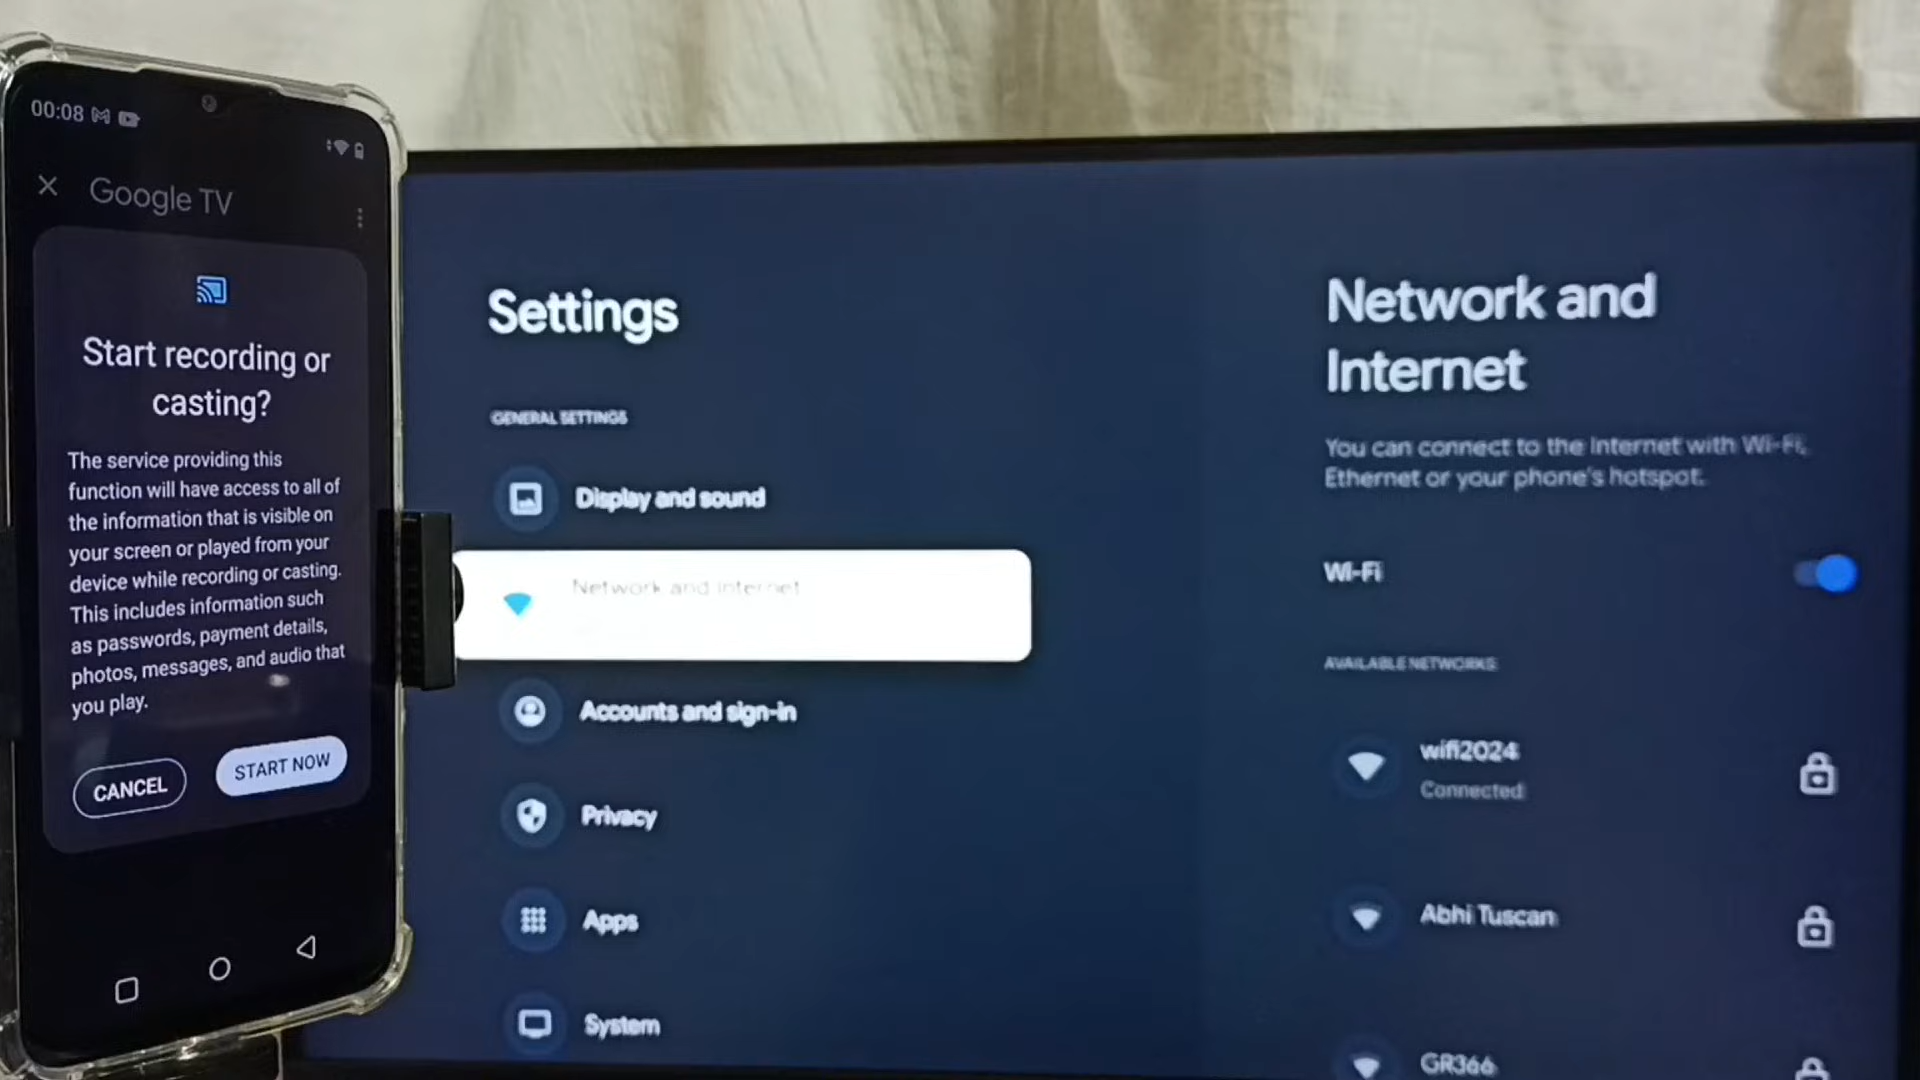 00:08
Google TV
Start recording or
casting?
The service providing this
function will have access to all of
the information that is visible on
your screen or played from your
device while recording or casting.
This includes information such
as passwords, payment details,
photos, messages, and audio that
you play.
CANCEL
START NOW
Settings
GENERAL SETTINGS
Display and sound
Network and Internet
Accounts and sign-in
Privacy
Apps
System
Network and
Internet
You can connect to the Internet with Wi-Fi,
Ethernet or your phone's hotspot.
Wi-Fi
AVAILABLE NETWORKS
wifi2024
Connected
Abhi Tuscan
GR366